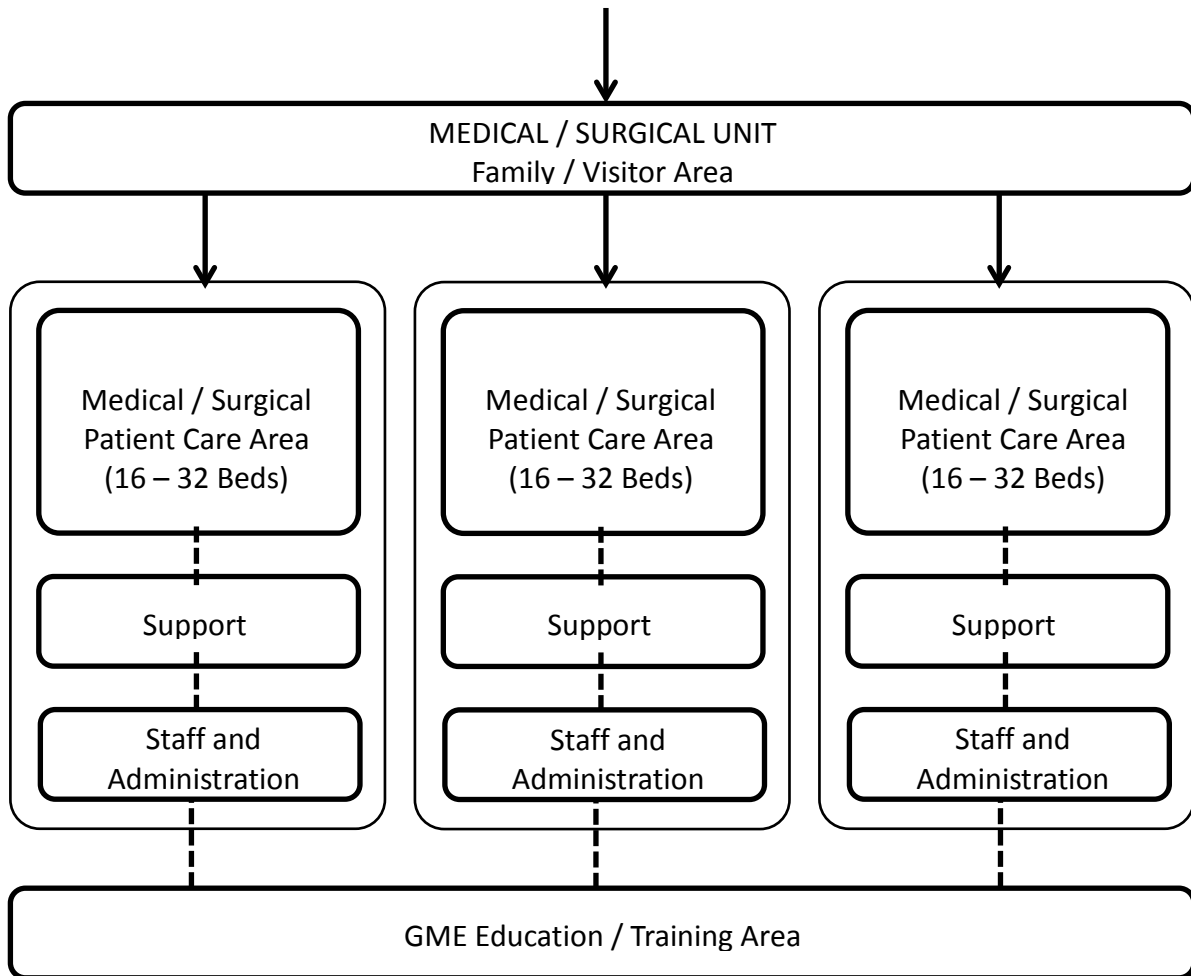 MEDICAL / SURGICAL UNIT
Family / Visitor Area
Medical / Surgical
Patient Care Area
(16 – 32 Beds)
Support
Staff and
Administration
Medical / Surgical
Patient Care Area
(16 – 32 Beds)
Support
Staff and
Administration
Medical / Surgical
Patient Care Area
(16 – 32 Beds)
Support
Staff and
Administration
GME Education / Training Area